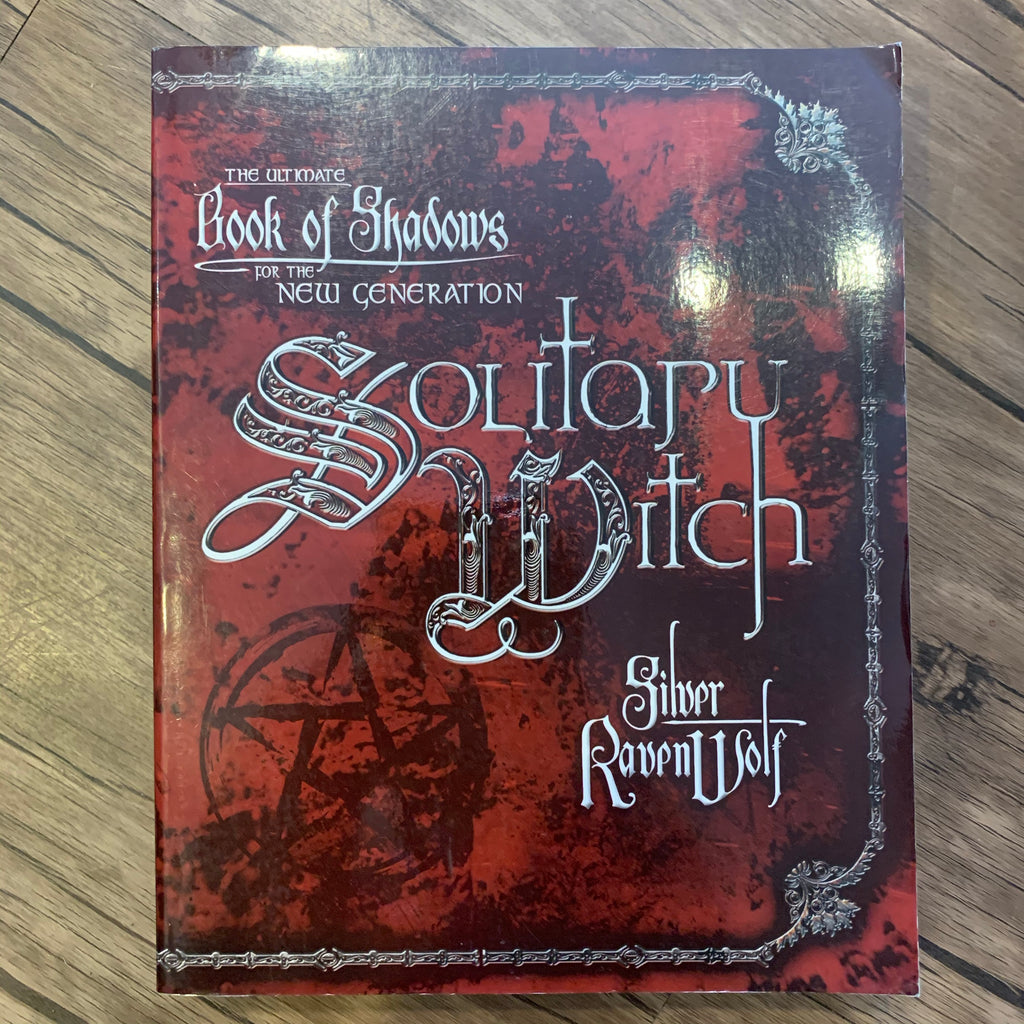 THE ULTIMATE
Book of Shadows
FOR THE
NEW GENERATION
Solitary
Witch
Silver
RavenWolf